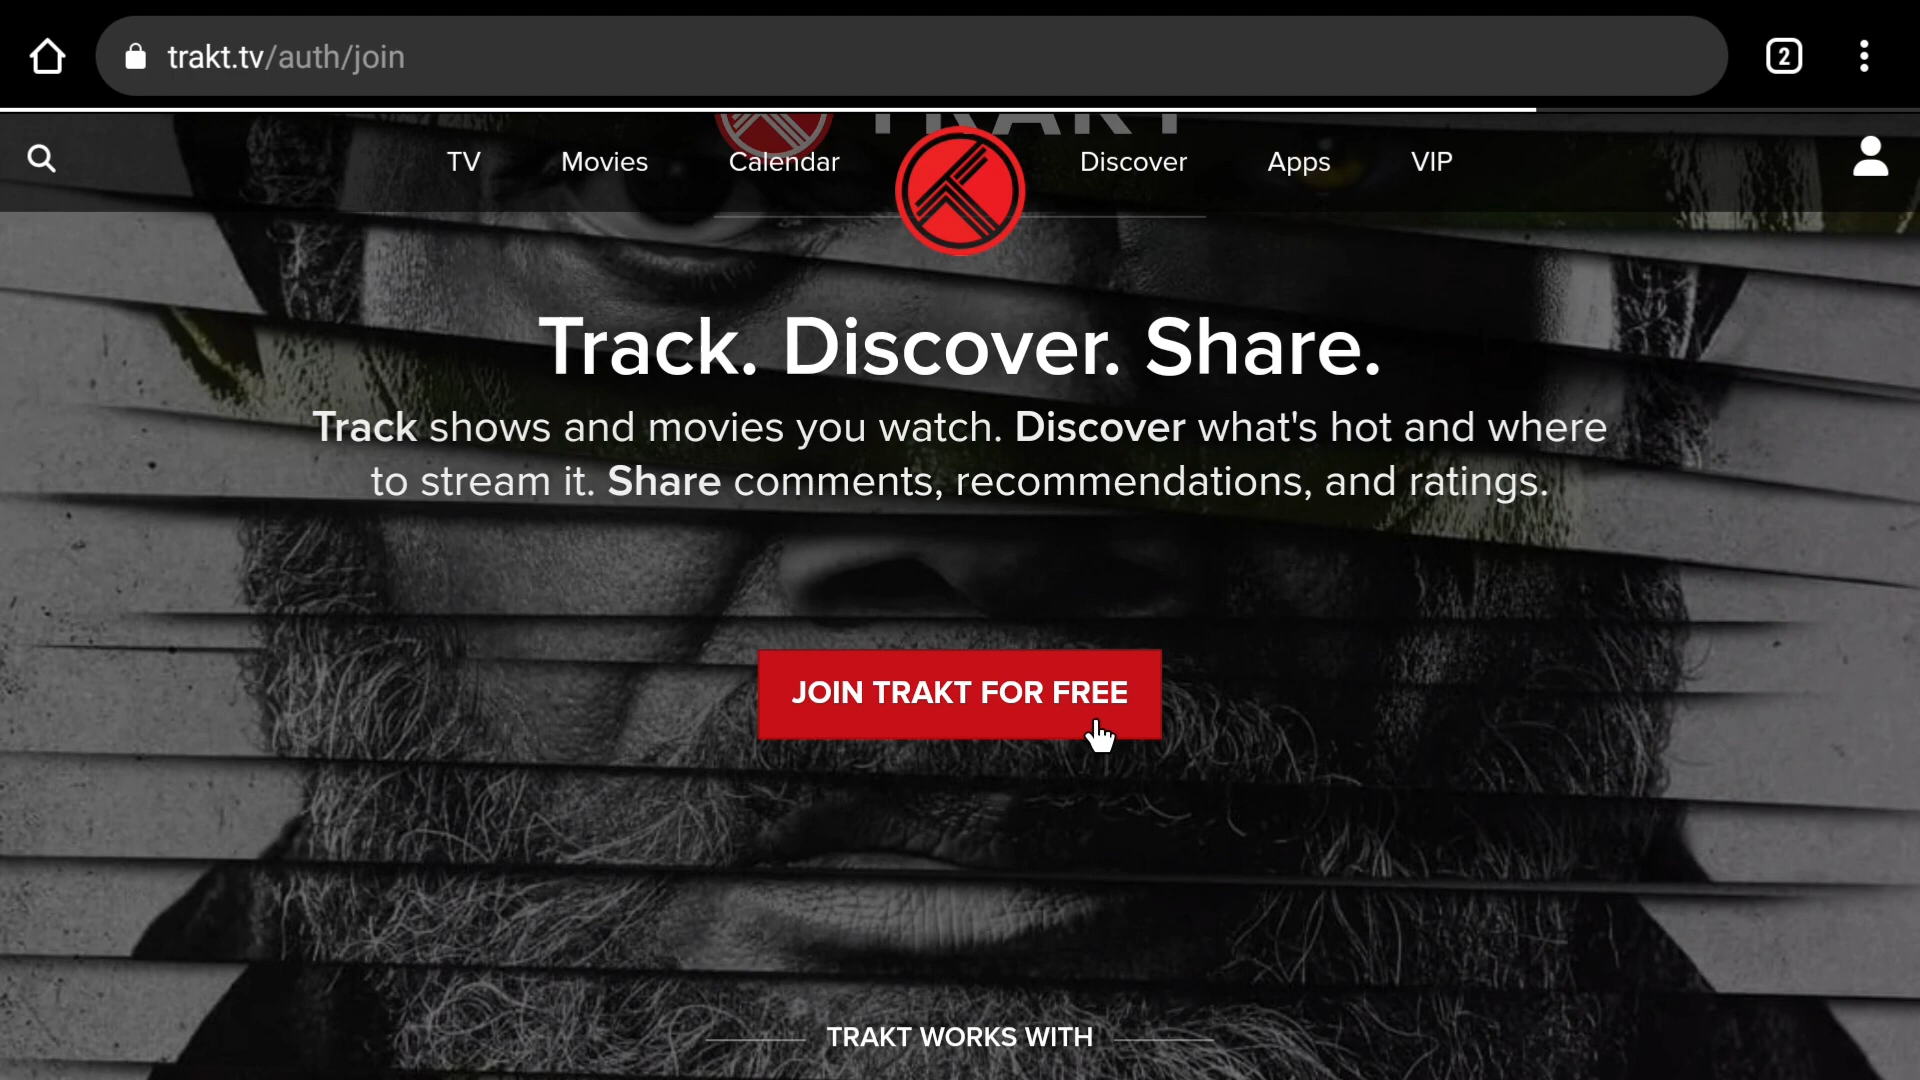 trakt.tv/auth/join
2
TRAKT
TV Movies Calendar Discover Apps VIP
Track. Discover. Share.
Track shows and movies you watch. Discover what's hot and where
to stream it. Share comments, recommendations, and ratings.
JOIN TRAKT FOR FREE
TRAKT WORKS WITH